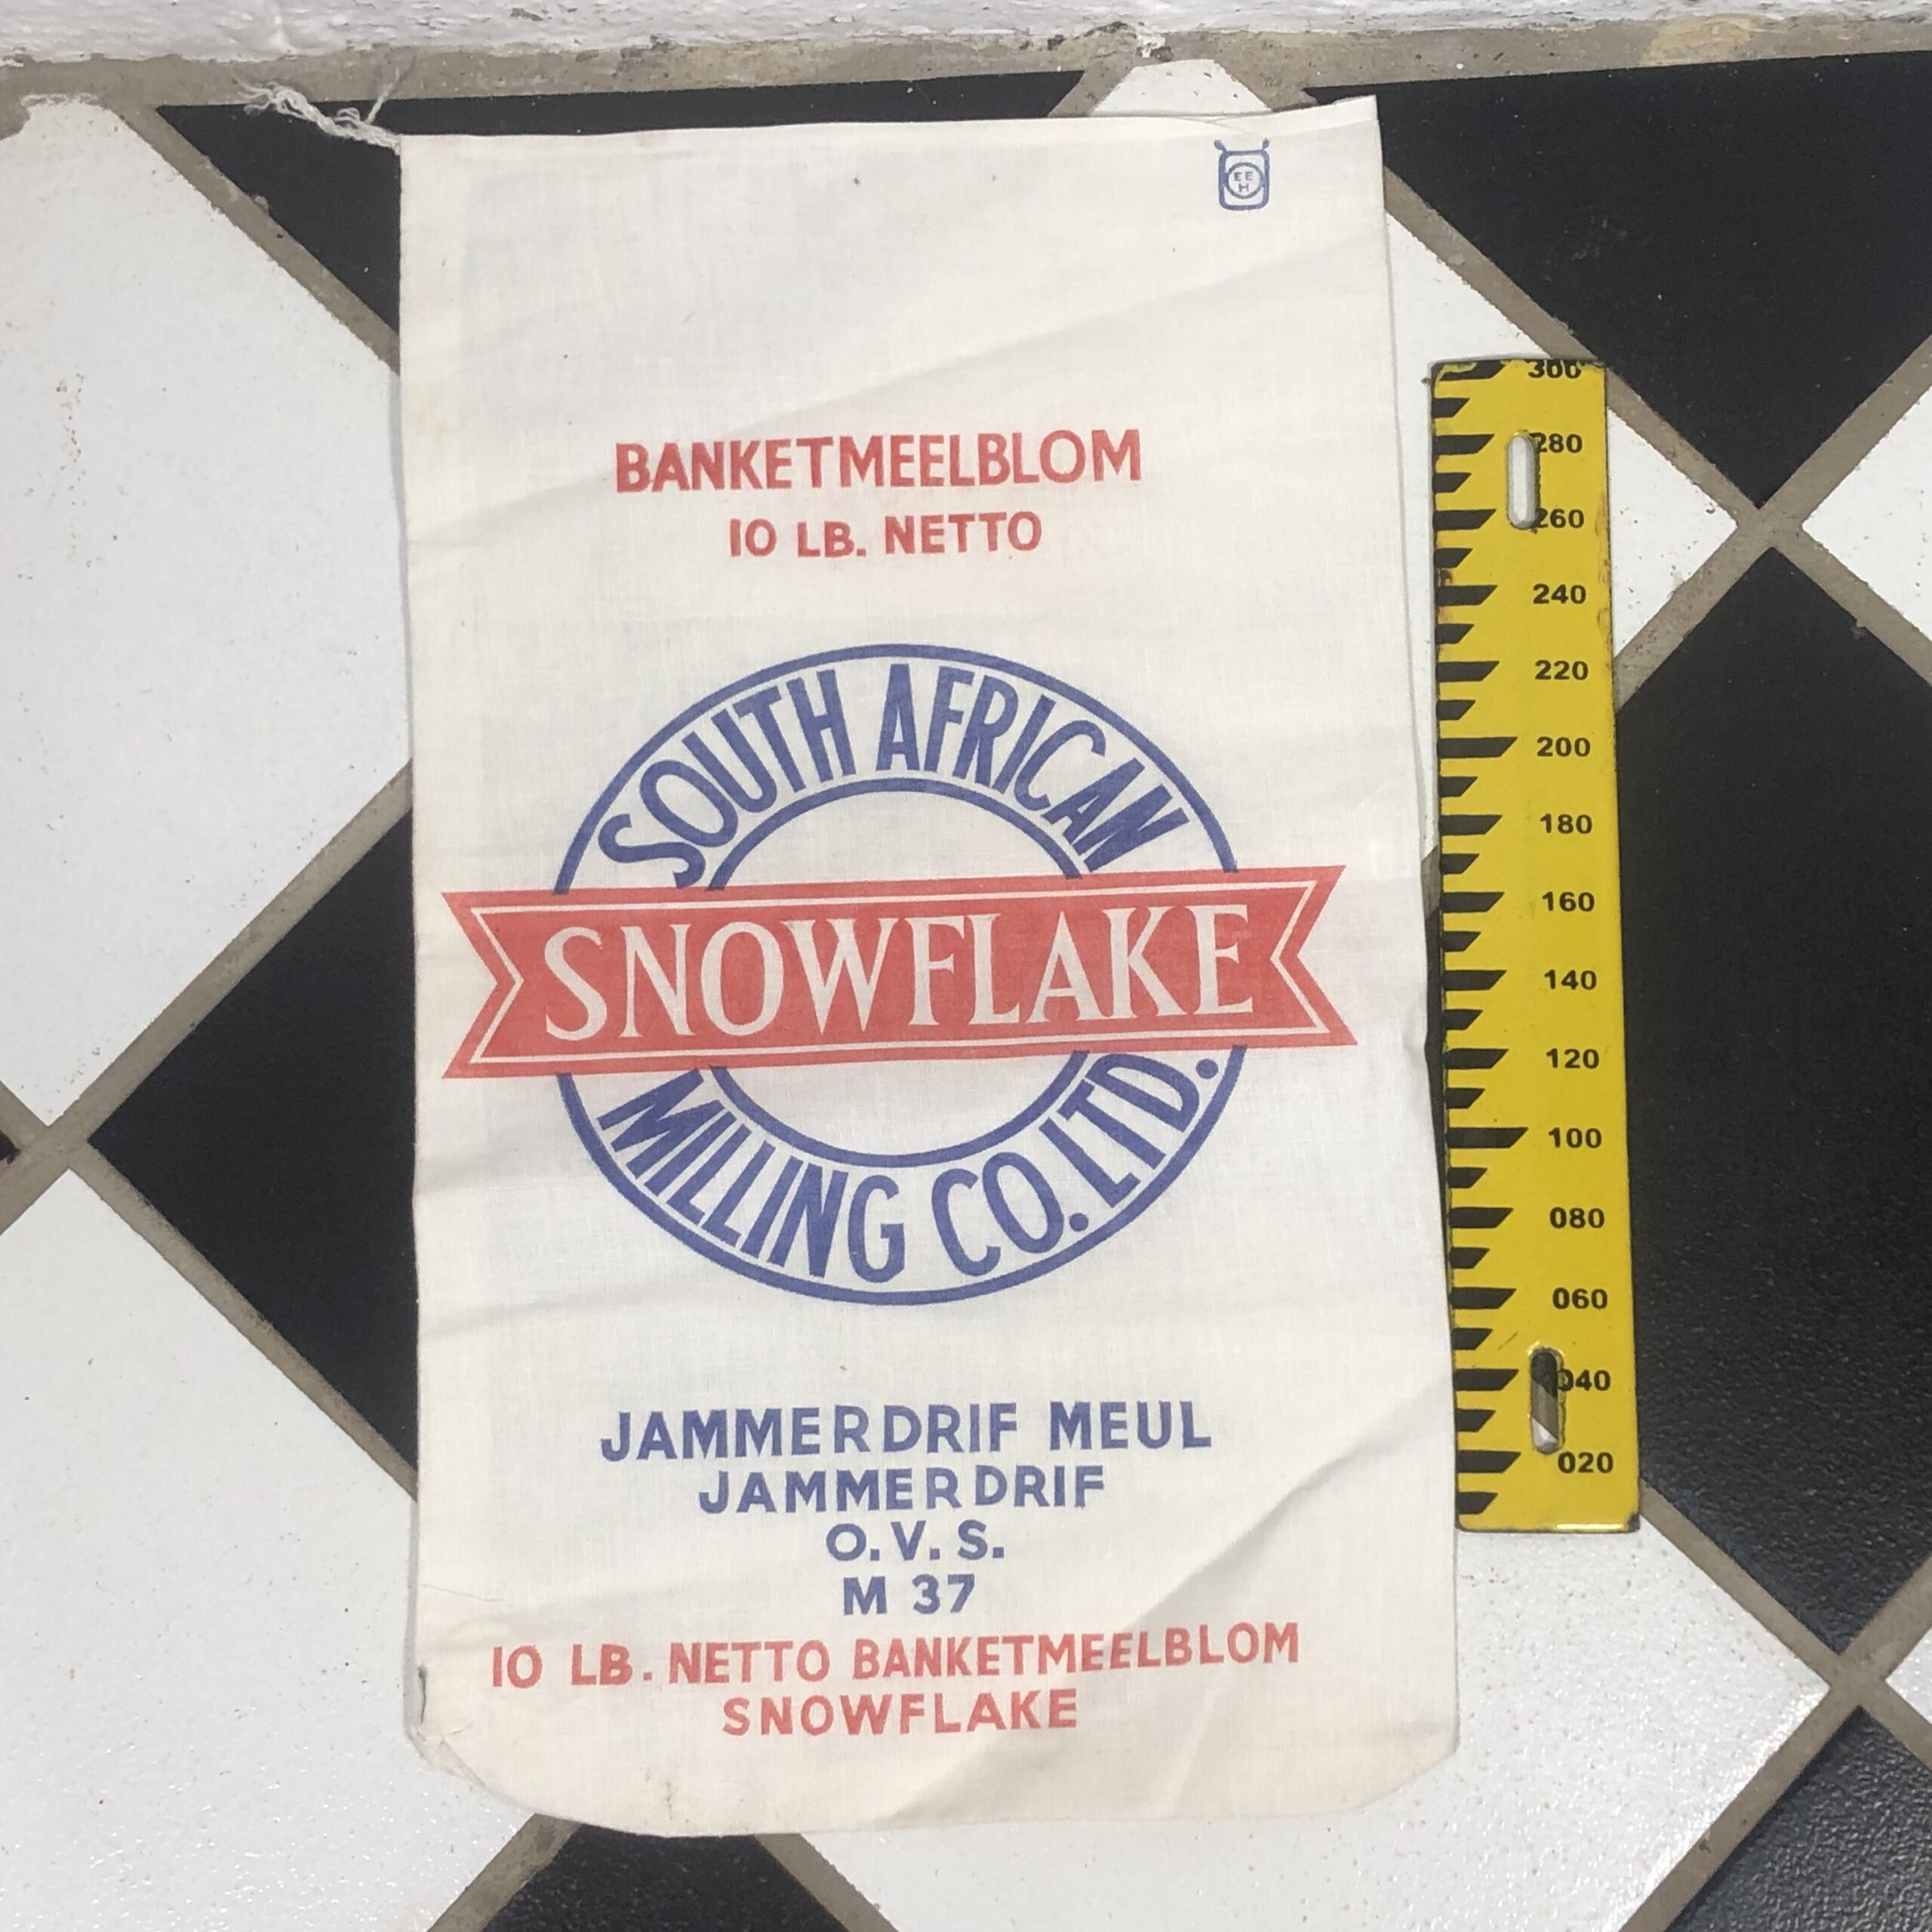 EE
H
BANKETMEELBLOM
10 LB. NETTO
SOUTH AFRICAN
SNOWFLAKE
MILLING CO. LTD.
JAMMERDRIF MEUL
JAMMERDRIF
O.V.S.
M 37
10 LB. NETTO BANKETMEELBLOM
SNOWFLAKE
300
280
260
240
220
200
180
160
140
120
100
080
060
040
020